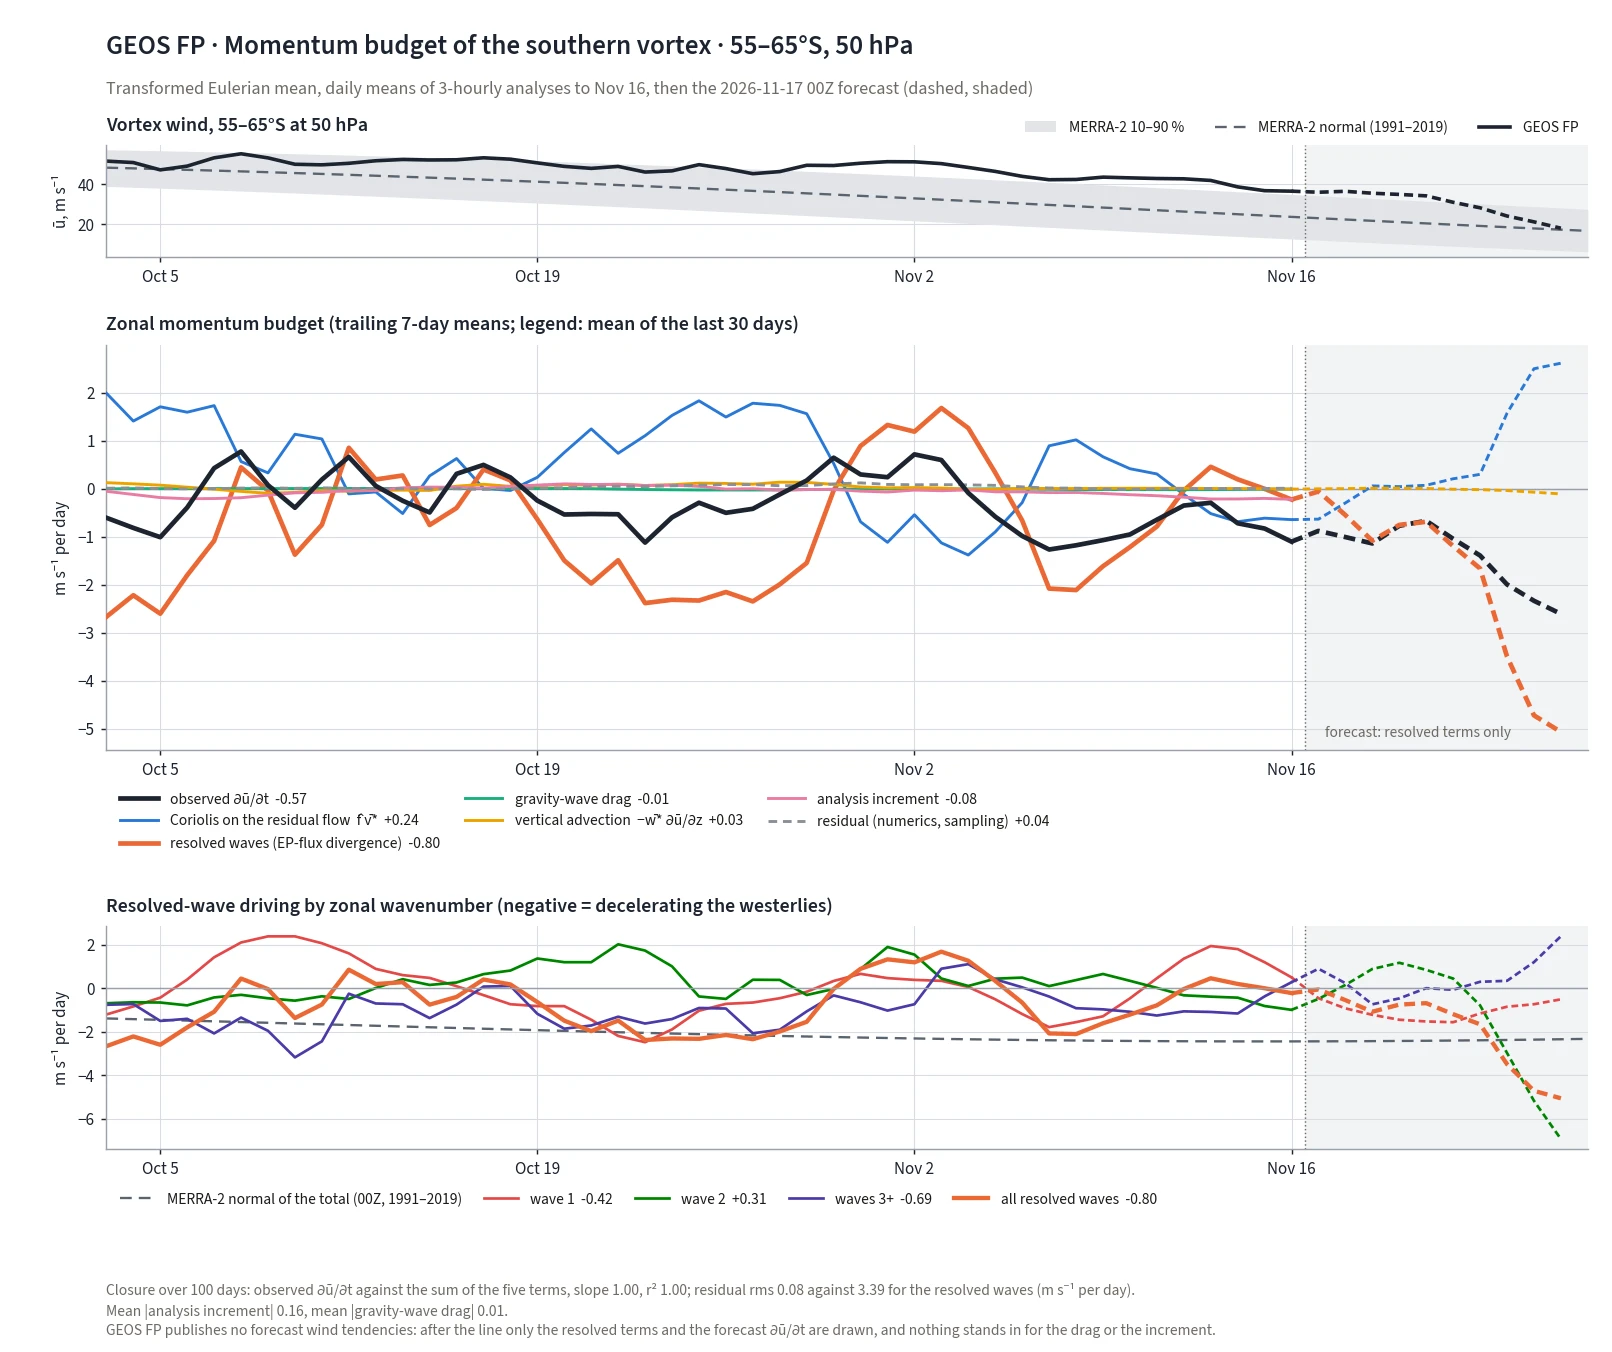 GEOS FP · Momentum budget of the southern vortex · 55–65°S, 50 hPa
Transformed Eulerian mean, daily means of 3-hourly analyses to Nov 16, then the 2026-11-17 00Z forecast (dashed, shaded)
Vortex wind, 55–65°S at 50 hPa
MERRA-2 10–90 %
MERRA-2 normal (1991–2019)
GEOS FP
ū, m s⁻¹
40
20
Oct 5
Oct 19
Nov 2
Nov 16
Zonal momentum budget (trailing 7-day means; legend: mean of the last 30 days)
m s⁻¹ per day
2
1
0
−1
−2
−3
−4
−5
forecast: resolved terms only
Oct 5
Oct 19
Nov 2
Nov 16
observed ∂ū/∂t -0.57
Coriolis on the residual flow f̂ v̄* +0.24
resolved waves (EP-flux divergence) -0.80
gravity-wave drag -0.01
vertical advection −w̄* ∂ū/∂z +0.03
analysis increment -0.08
residual (numerics, sampling) +0.04
Resolved-wave driving by zonal wavenumber (negative = decelerating the westerlies)
m s⁻¹ per day
2
0
−2
−4
−6
Oct 5
Oct 19
Nov 2
Nov 16
MERRA-2 normal of the total (00Z, 1991–2019)
wave 1 -0.42
wave 2 +0.31
waves 3+ -0.69
all resolved waves -0.80
Closure over 100 days: observed ∂ū/∂t against the sum of the five terms, slope 1.00, r² 1.00; residual rms 0.08 against 3.39 for the resolved waves (m s⁻¹ per day).
Mean |analysis increment| 0.16, mean |gravity-wave drag| 0.01.
GEOS FP publishes no forecast wind tendencies: after the line only the resolved terms and the forecast ∂ū/∂t are drawn, and nothing stands in for the drag or the increment.